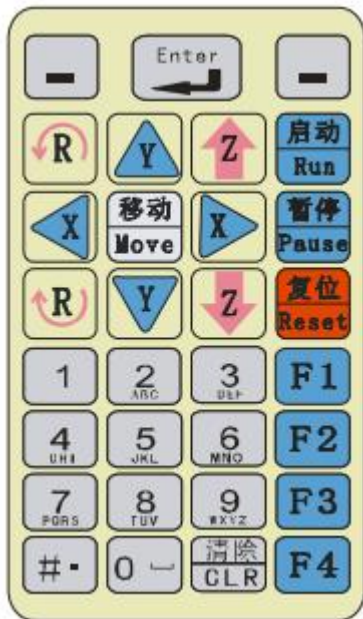 Enter
R Y Z 启动
Run
X 移动 X 暂停
Move Pause
R Y Z 复位
Reset
1 2 3 F1
ABC DEF
4 5 6 F2
UHI JKL MNO
7 8 9 F3
PQRS TUV WXYZ
#· 0 清除 F4
CLR